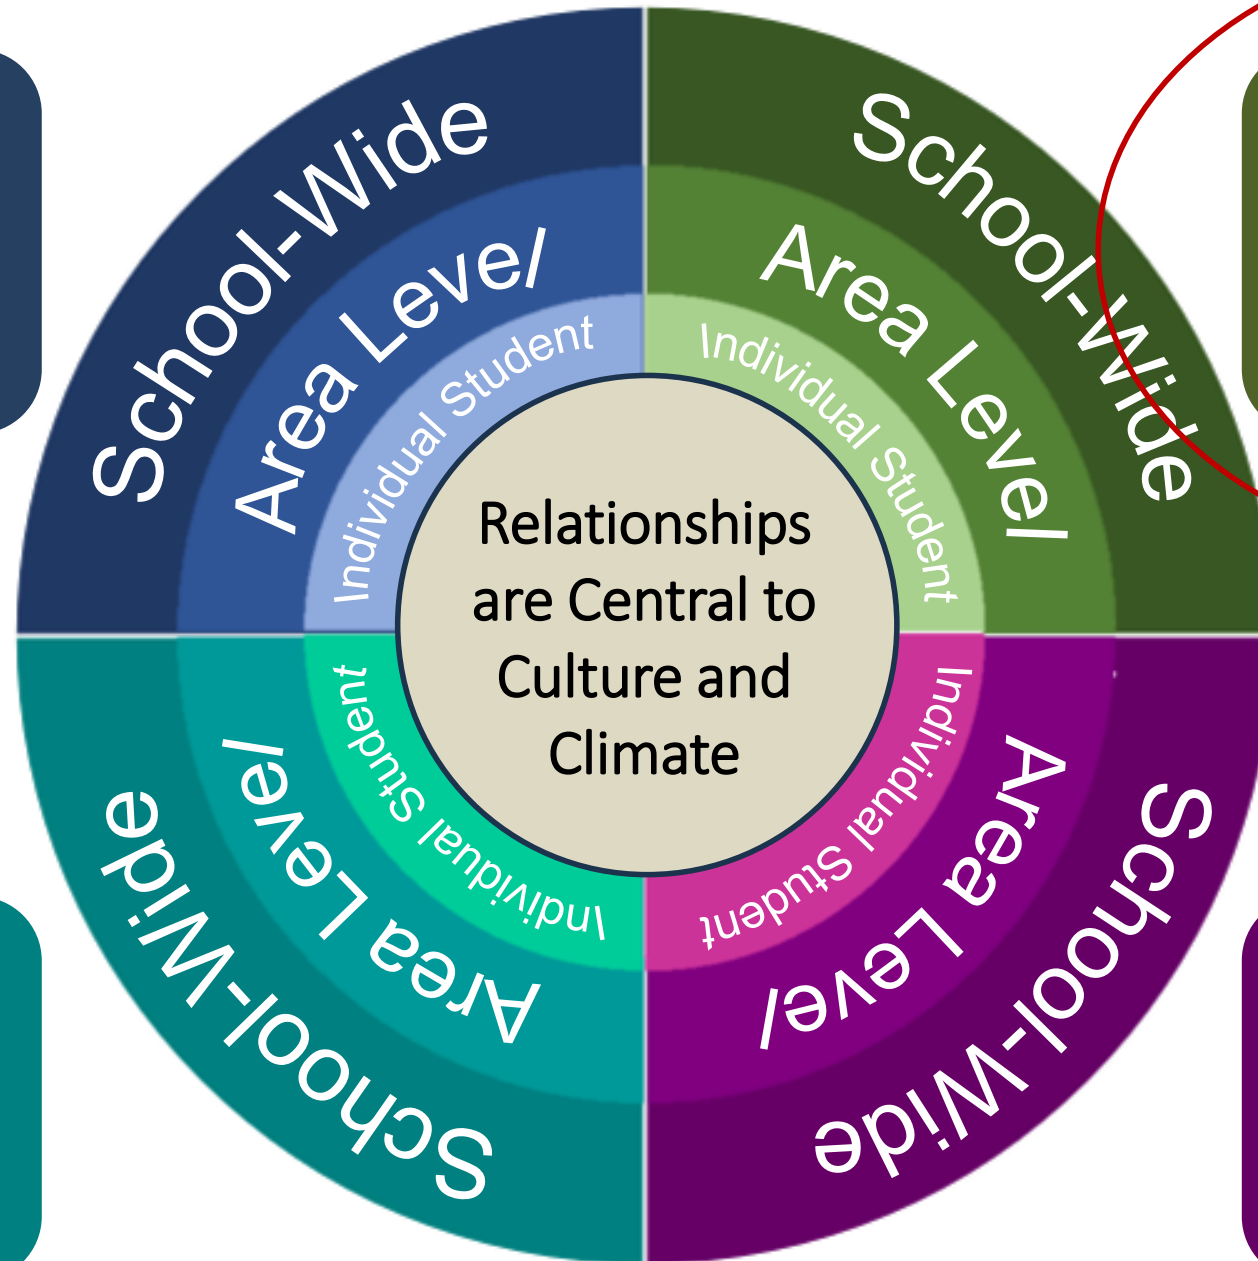 School-Wide
Area Level
Individual Student
School-Wide
Area Level
Individual Student
Relationships
are Central to
Culture and
Climate
School-Wide
Area Level
Individual Student
School-Wide
Area Level
Individual Student